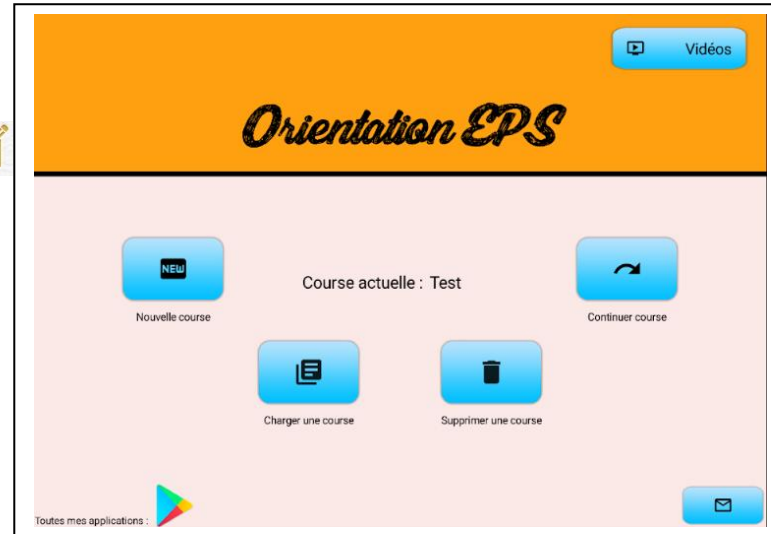 Vidéos
Orientation EPS
NEW
Course actuelle : Test
Nouvelle course
Continuer course
Charger une course
Supprimer une course
Toutes mes applications :